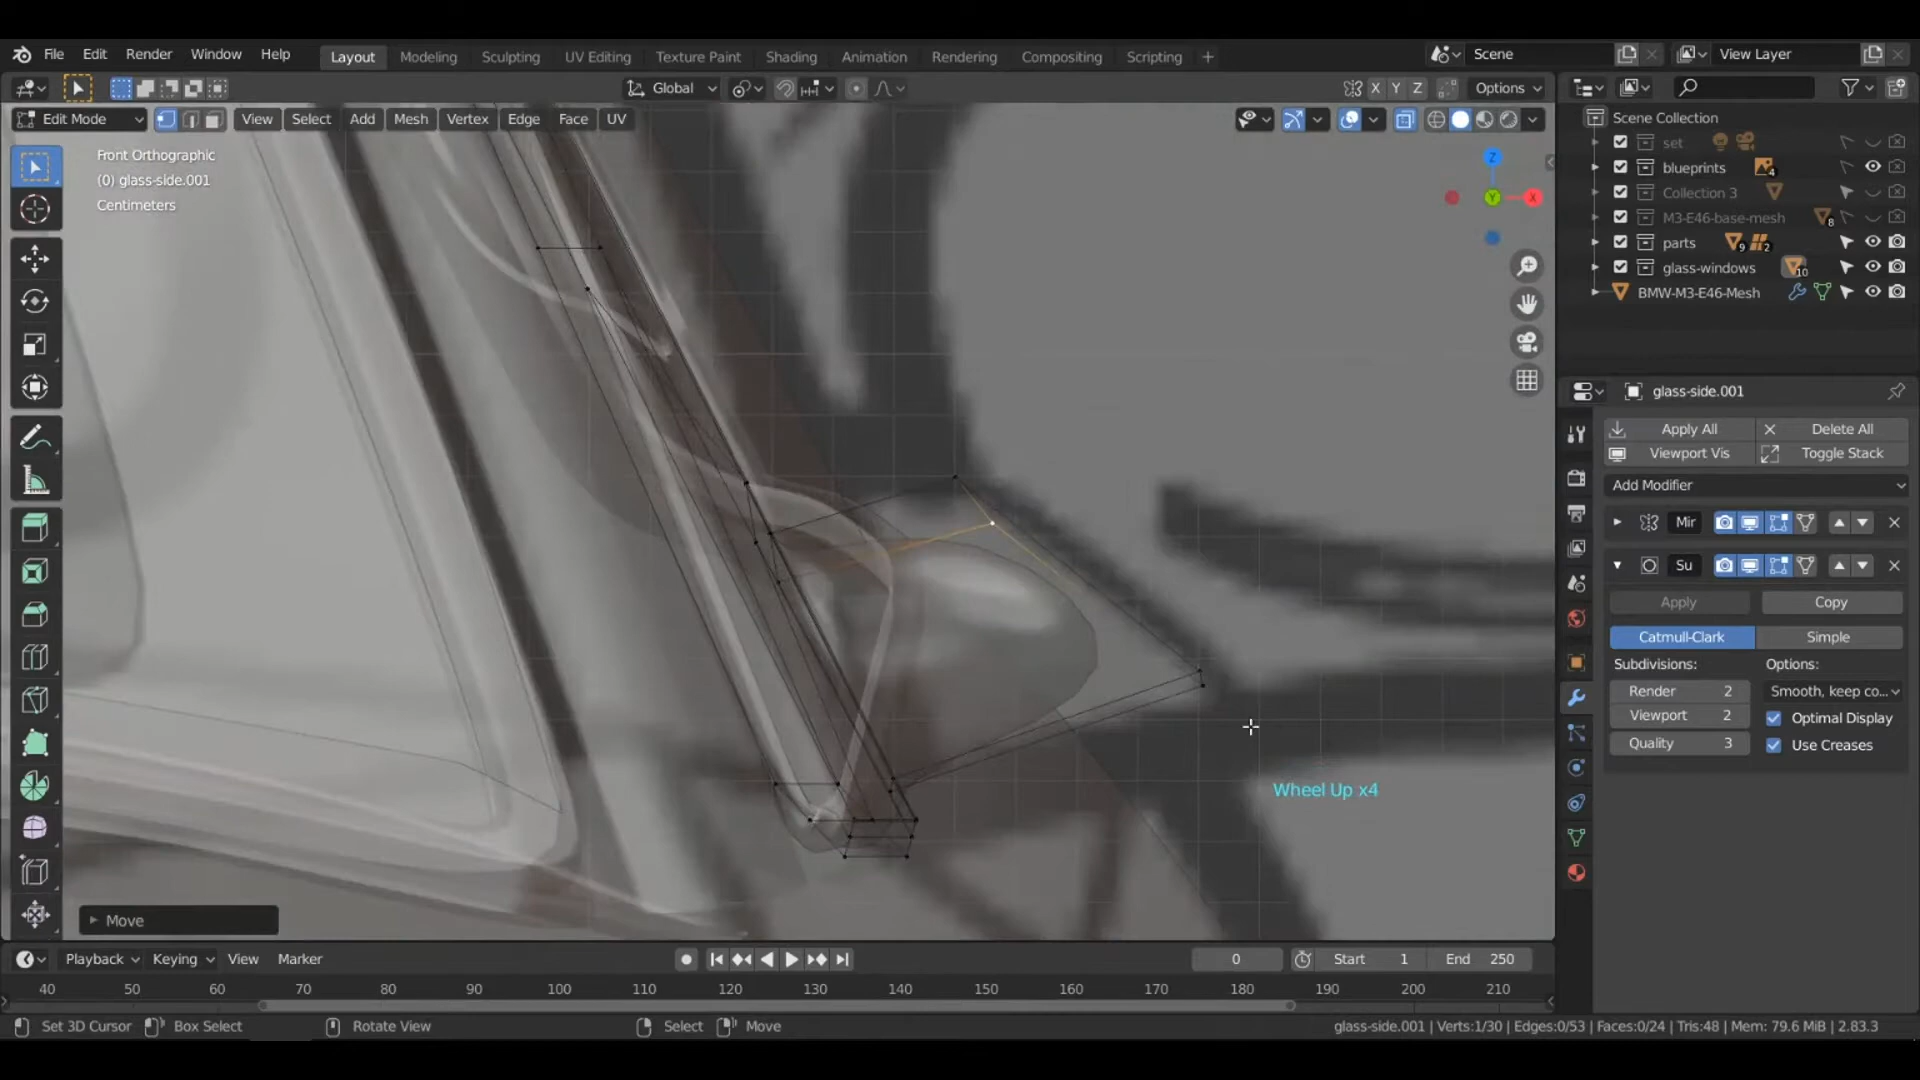 File Edit Render Window Help Layout Modeling Sculpting UV Editing Texture Paint Shading Animation Rendering Compositing Scripting + Scene View Layer
Global X Y Z Options
Edit Mode View Select Add Mesh Vertex Edge Face UV
Scene Collection
set
blueprints 4
Collection 3
M3-E46-base-mesh 8
parts 9 2
glass-windows 10
BMW-M3-E46-Mesh
Front Orthographic
(0) glass-side.001
Centimeters
Z
Y
X
glass-side.001
Apply All Delete All
Viewport Vis Toggle Stack
Add Modifier
Mir
Su
Apply Copy
Catmull-Clark Simple
Subdivisions: Options:
Render 2 Smooth, keep co...
Viewport 2 Optimal Display
Quality 3 Use Creases
Wheel Up x4
Move
Playback Keying View Marker 0 Start 1 End 250
40 50 60 70 80 90 100 110 120 130 140 150 160 170 180 190 200 210
Set 3D Cursor Box Select Rotate View Select Move glass-side.001 | Verts:1/30 | Edges:0/53 | Faces:0/24 | Tris:48 | Mem: 79.6 MiB | 2.83.3